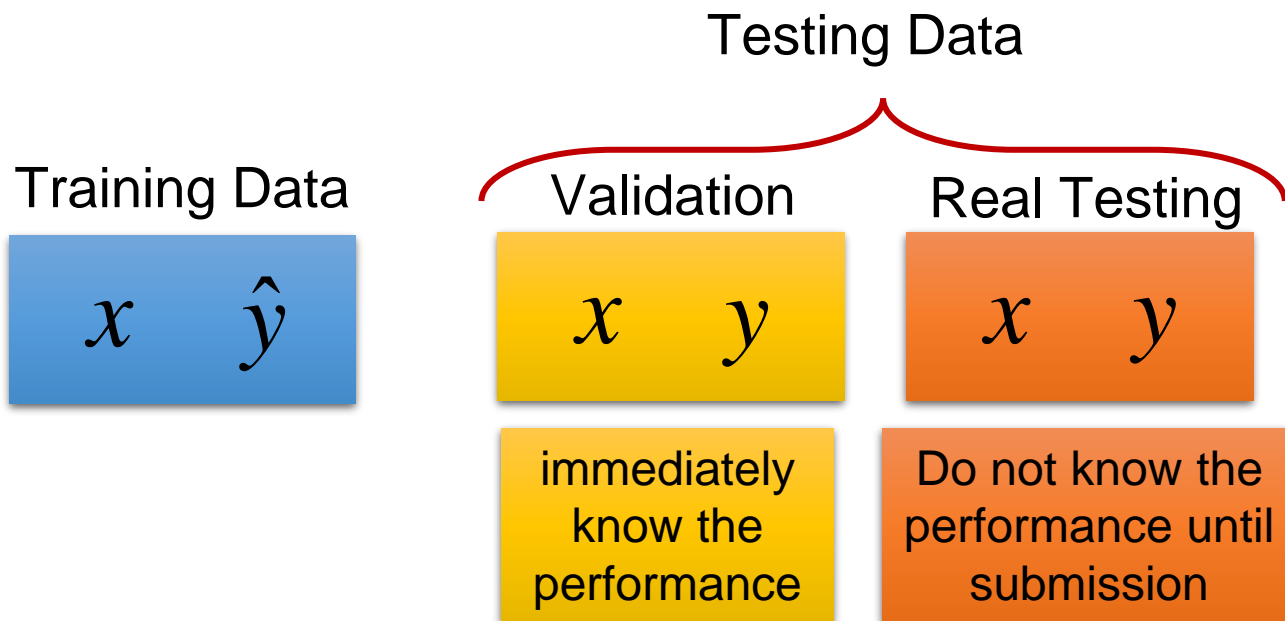 Testing Data
Training Data
Validation
Real Testing
x ŷ
x y
x y
immediately
know the
performance
Do not know the
performance until
submission